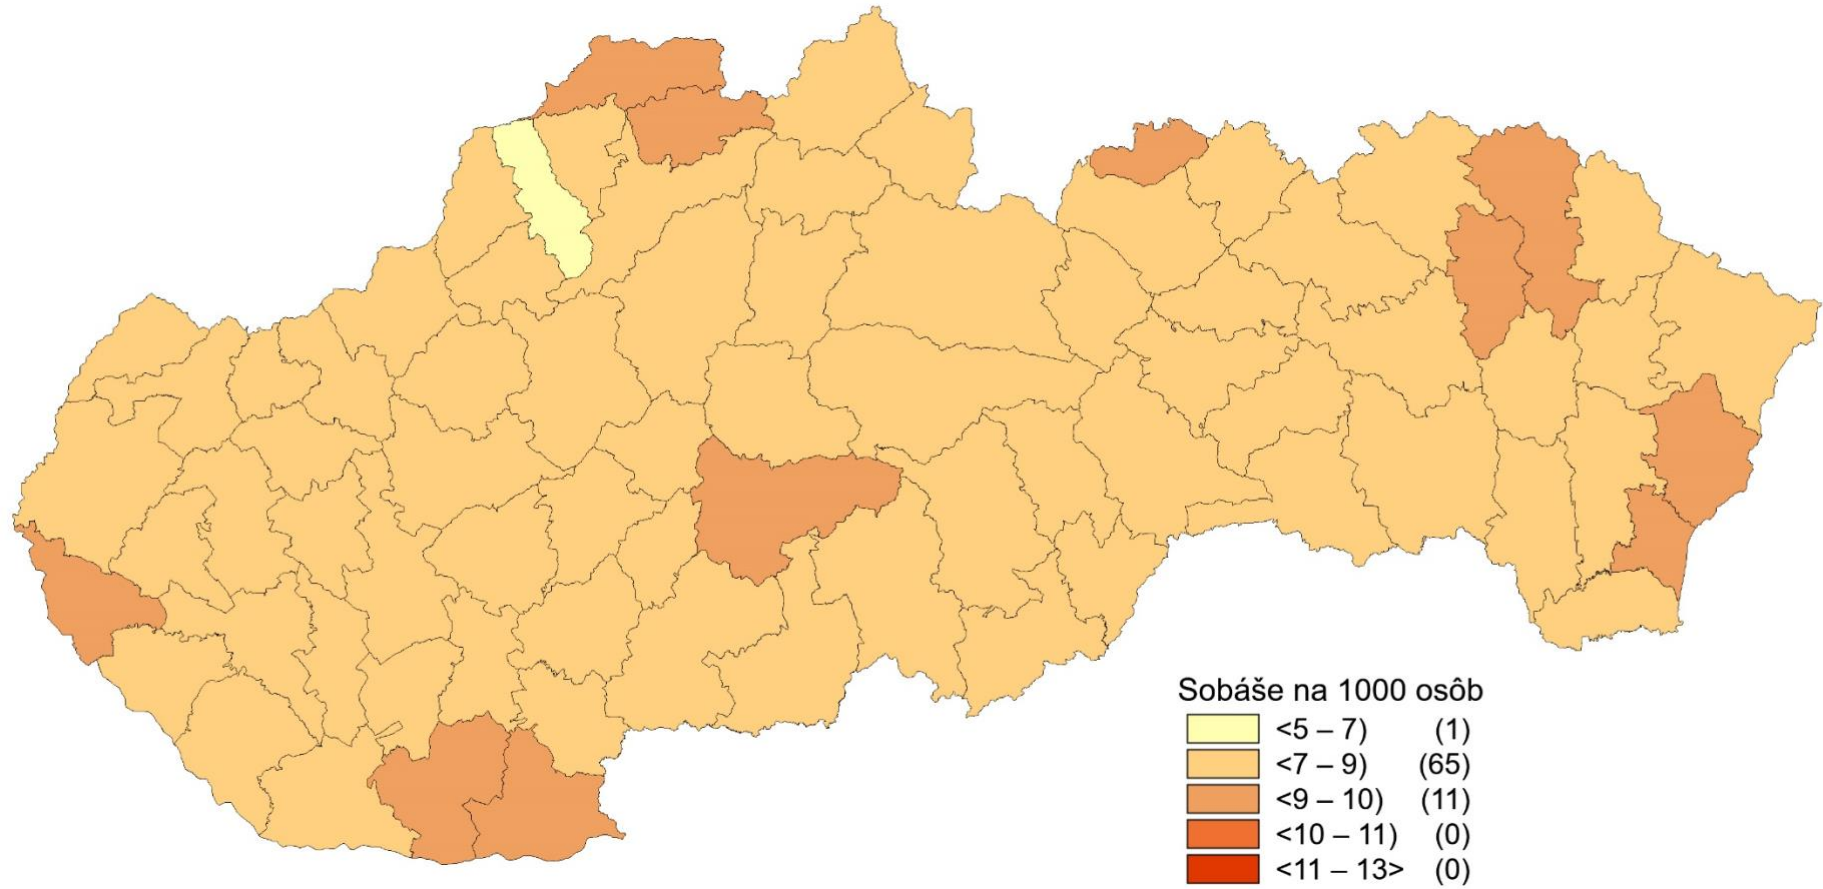 Sobáše na 1000 osôb
<5 – 7) (1)
<7 – 9) (65)
<9 – 10) (11)
<10 – 11) (0)
<11 – 13> (0)